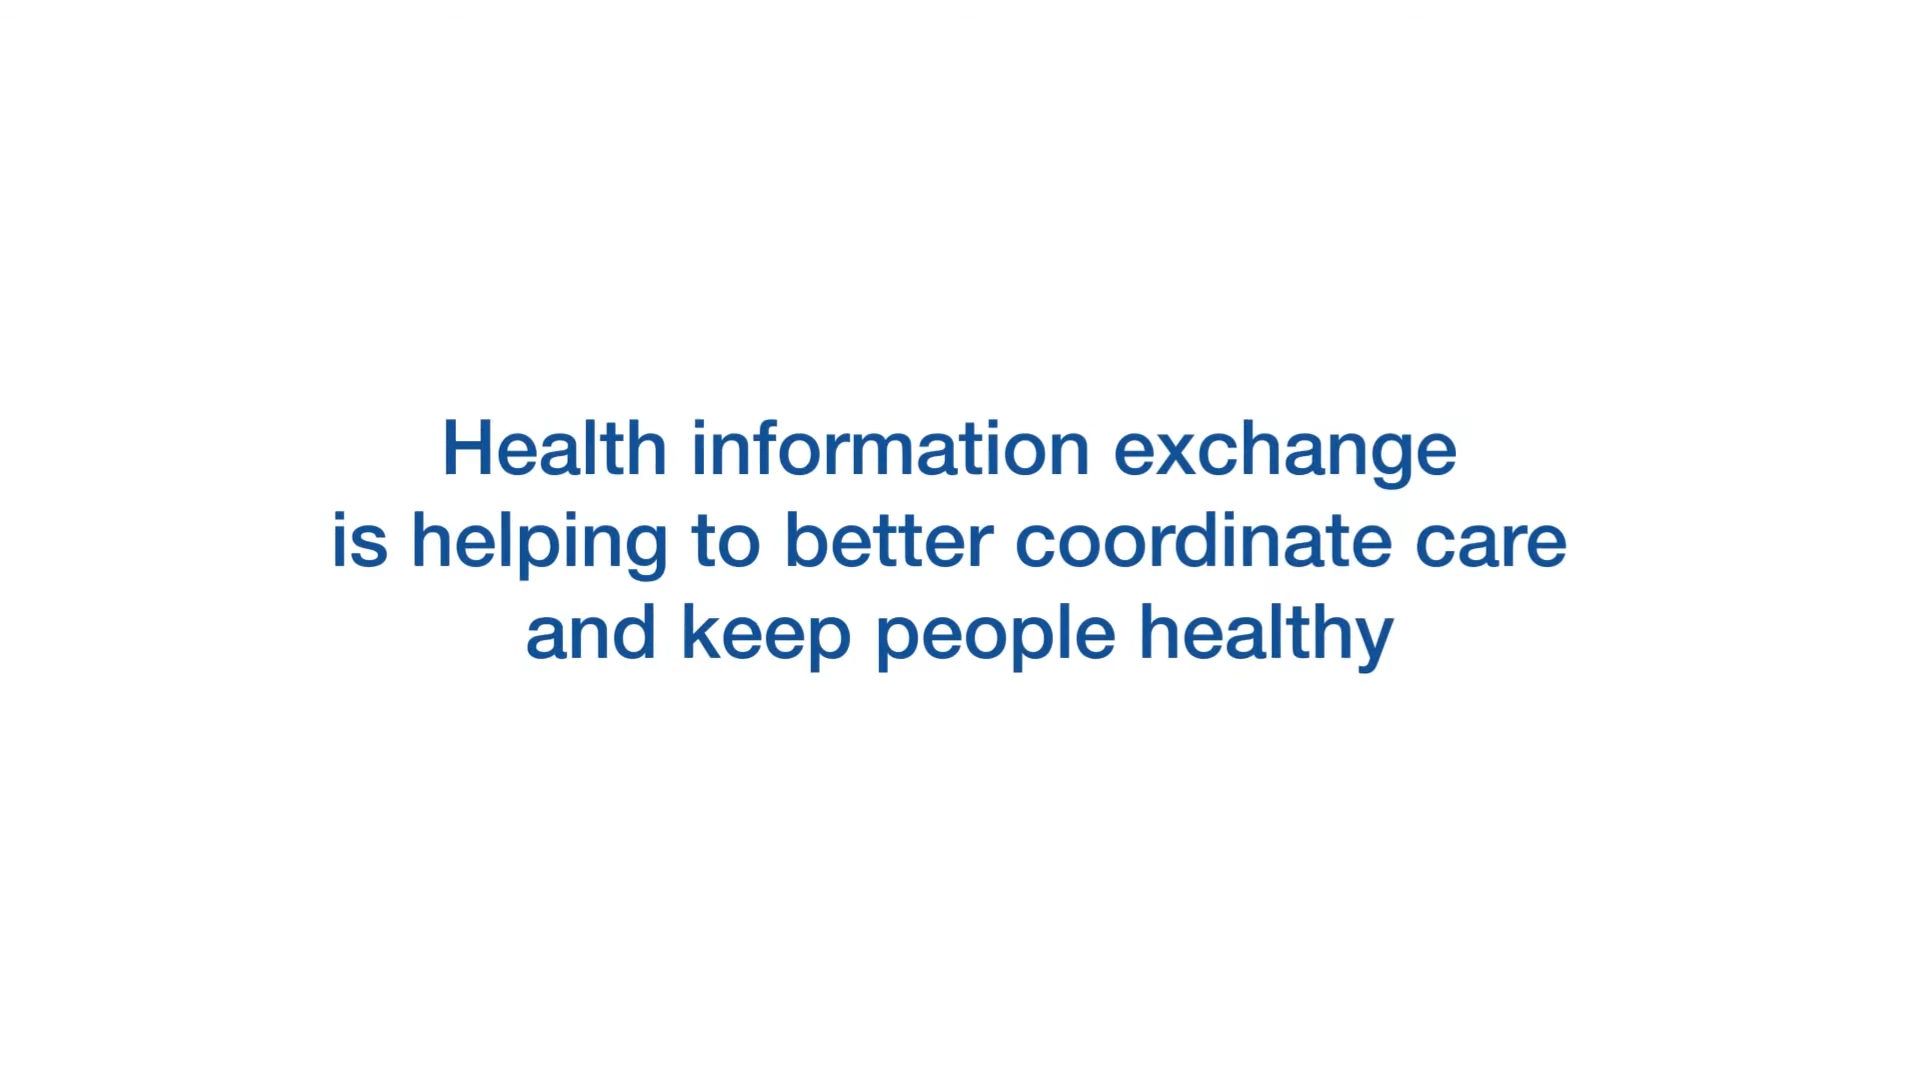 Health information exchange
is helping to better coordinate care
and keep people healthy